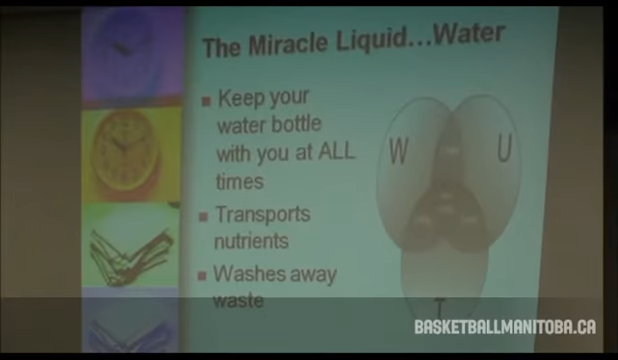 The Miracle Liquid...Water
Keep your
water bottle
with you at ALL
times
Transports
nutrients
Washes away
waste
W
U
T
BASKETBALLMANITOBA.CA